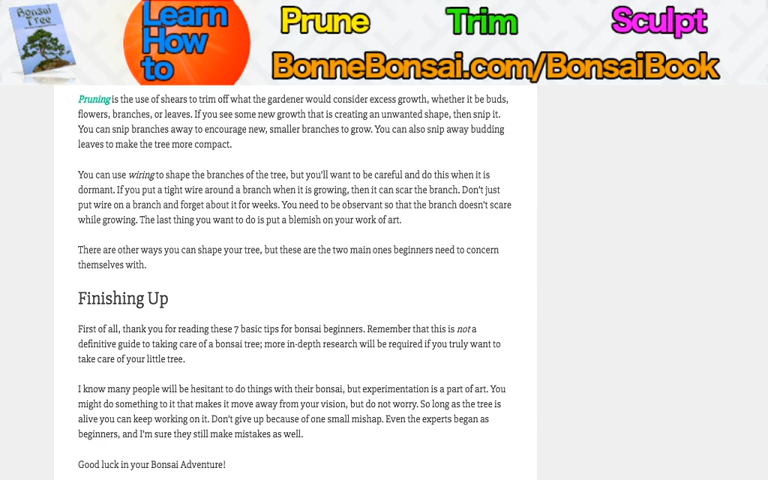 Bonsai
Tree
Learn
How
to
Prune Trim Sculpt
BonneBonsai.com/BonsaiBook
Pruning is the use of shears to trim off what the gardener would consider excess growth, whether it be buds,
flowers, branches, or leaves. If you see some new growth that is creating an unwanted shape, then snip it.
You can snip branches away to encourage new, smaller branches to grow. You can also snip away budding
leaves to make the tree more compact.
You can use wiring to shape the branches of the tree, but you'll want to be careful and do this when it is
dormant. If you put a tight wire around a branch when it is growing, then it can scar the branch. Don't just
put wire on a branch and forget about it for weeks. You need to be observant so that the branch doesn't scare
while growing. The last thing you want to do is put a blemish on your work of art.
There are other ways you can shape your tree, but these are the two main ones beginners need to concern
themselves with.
Finishing Up
First of all, thank you for reading these 7 basic tips for bonsai beginners. Remember that this is not a
definitive guide to taking care of a bonsai tree; more in-depth research will be required if you truly want to
take care of your little tree.
I know many people will be hesitant to do things with their bonsai, but experimentation is a part of art. You
might do something to it that makes it move away from your vision, but do not worry. So long as the tree is
alive you can keep working on it. Don't give up because of one small mishap. Even the experts began as
beginners, and I'm sure they still make mistakes as well.
Good luck in your Bonsai Adventure!